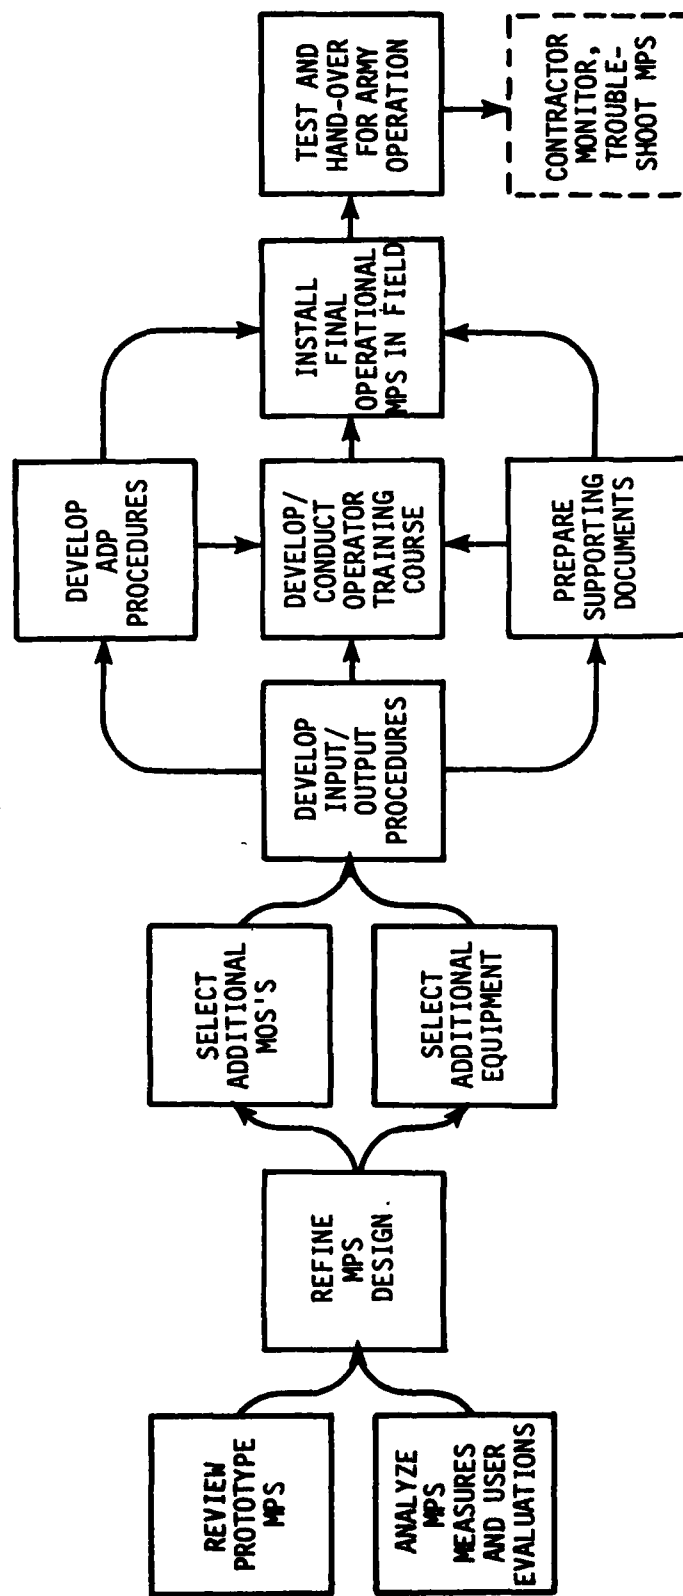 REVIEW
PROTOTYPE
MPS
ANALYZE
MPS
MEASURES
AND USER
EVALUATIONS
REFINE
MPS
DESIGN
SELECT
ADDITIONAL
MOS'S
SELECT
ADDITIONAL
EQUIPMENT
DEVELOP
INPUT/
OUTPUT
PROCEDURES
DEVELOP
ADP
PROCEDURES
DEVELOP/
CONDUCT
OPERATOR
TRAINING
COURSE
PREPARE
SUPPORTING
DOCUMENTS
INSTALL
FINAL
OPERATIONAL
MPS IN FIELD
TEST AND
HAND-OVER
FOR ARMY
OPERATION
CONTRACTOR
MONITOR,
TROUBLE-
SHOOT MPS